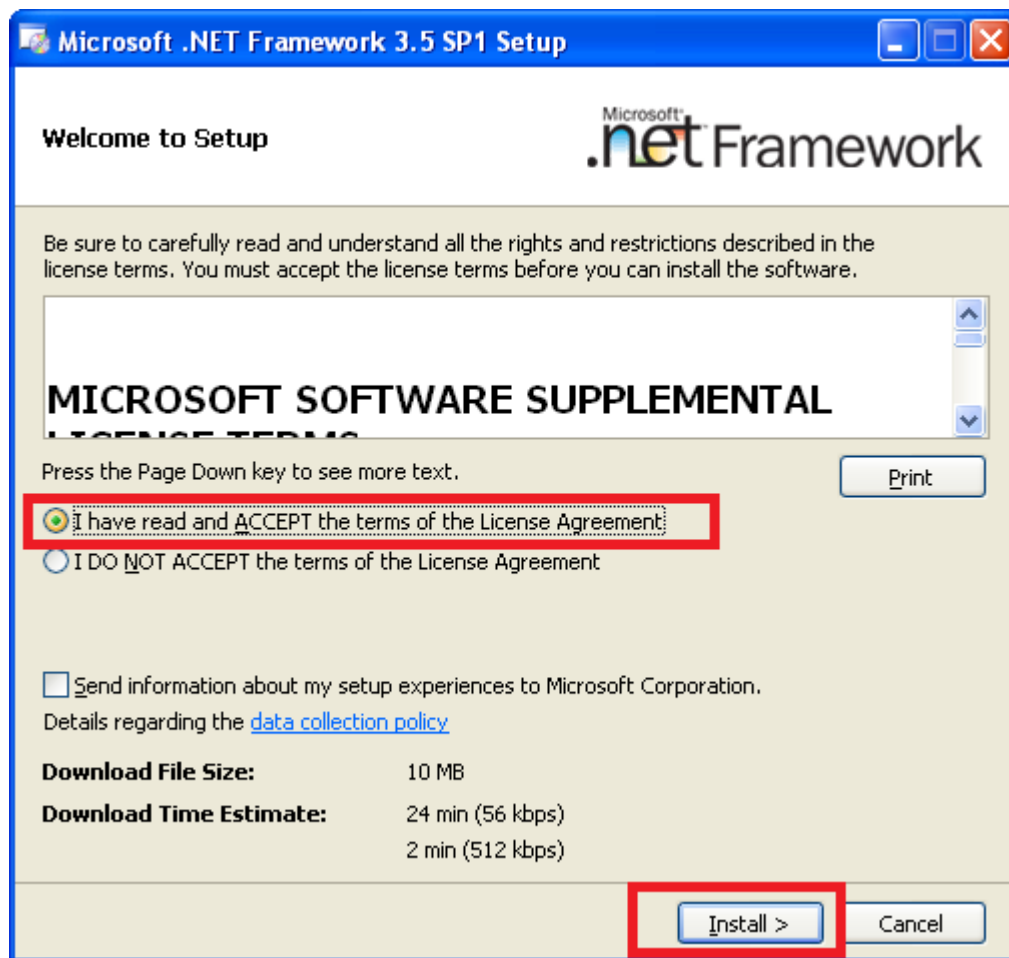 Microsoft .NET Framework 3.5 SP1 Setup
Welcome to Setup
Microsoft
.net Framework
Be sure to carefully read and understand all the rights and restrictions described in the
license terms. You must accept the license terms before you can install the software.
MICROSOFT SOFTWARE SUPPLEMENTAL
LICENSE TERMS
Press the Page Down key to see more text.
Print
I have read and ACCEPT the terms of the License Agreement
I DO NOT ACCEPT the terms of the License Agreement
Send information about my setup experiences to Microsoft Corporation.
Details regarding the data collection policy
Download File Size: 10 MB
Download Time Estimate: 24 min (56 kbps)
2 min (512 kbps)
Install > Cancel